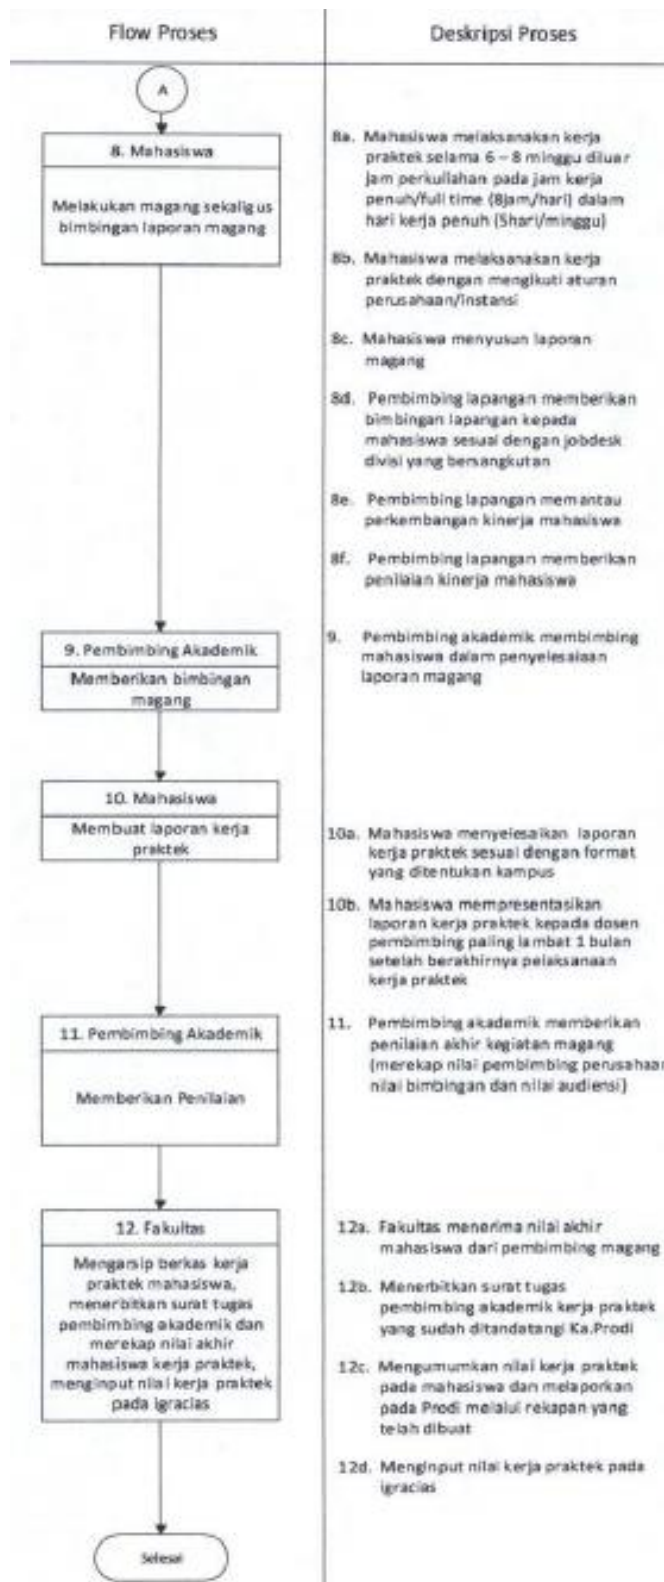 Flow Proses
Deskripsi Proses
A
8. Mahasiswa
Melakukan magang sekaligus
bimbingan laporan magang
8a. Mahasiswa melaksanakan kerja
praktek selama 6 – 8 minggu diluar
jam perkuliahan pada jam kerja
penuh/full time (8jam/hari) dalam
hari kerja penuh (5hari/minggu)
8b. Mahasiswa melaksanakan kerja
praktek dengan mengikuti aturan
perusahaan/instansi
8c. Mahasiswa menyusun laporan
magang
8d. Pembimbing lapangan memberikan
bimbingan lapangan kepada
mahasiswa sesuai dengan jobdesk
divisi yang bersangkutan
8e. Pembimbing lapangan memantau
perkembangan kinerja mahasiswa
8f. Pembimbing lapangan memberikan
penilaian kinerja mahasiswa
9. Pembimbing Akademik
Memberikan bimbingan
magang
9. Pembimbing akademik membimbing
mahasiswa dalam penyelesaiaan
laporan magang
10. Mahasiswa
Membuat laporan kerja
praktek
10a. Mahasiswa menyelesaikan laporan
kerja praktek sesuai dengan format
yang ditentukan kampus
10b. Mahasiswa mempresentasikan
laporan kerja praktek kepada dosen
pembimbing paling lambat 1 bulan
setelah berakhirnya pelaksanaan
kerja praktek
11. Pembimbing Akademik
Memberikan Penilaian
11. Pembimbing akademik memberikan
penilaian akhir kegiatan magang
(merekap nilai pembimbing perusahaan
nilai bimbingan dan nilai audiensi)
12. Fakultas
Mengarsip berkas kerja
praktek mahasiswa,
menerbitkan surat tugas
pembimbing akademik dan
merekap nilai akhir
mahasiswa kerja praktek,
menginput nilai kerja praktek
pada igracias
12a. Fakultas menerima nilai akhir
mahasiswa dari pembimbing magang
12b. Menerbitkan surat tugas
pembimbing akademik kerja praktek
yang sudah ditandatangi Ka.Prodi
12c. Mengumumkan nilai kerja praktek
pada mahasiswa dan melaporkan
pada Prodi melalui rekapan yang
telah dibuat
12d. Menginput nilai kerja praktek pada
igracias
Selesai